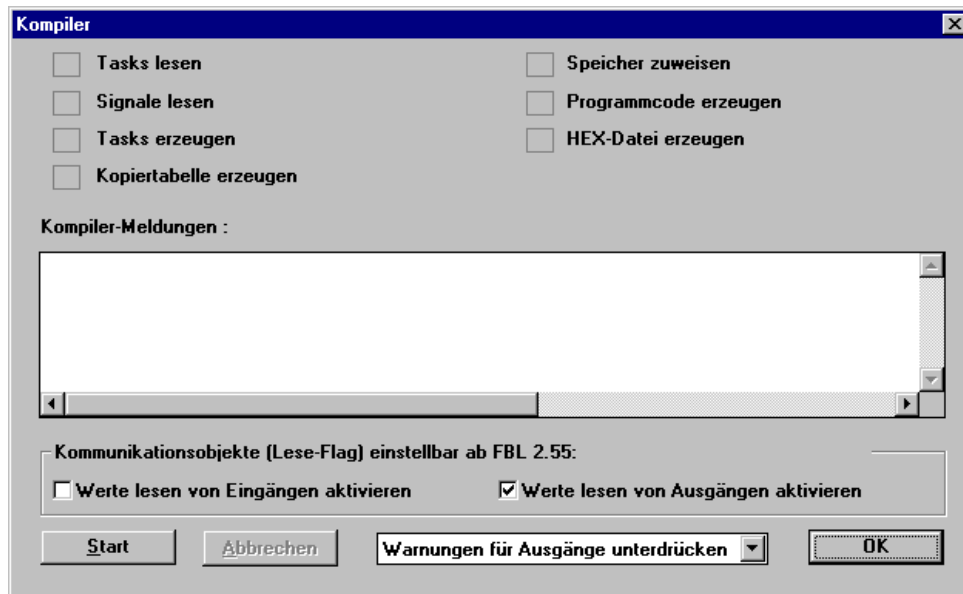 Kompiler
Tasks lesen
Signale lesen
Tasks erzeugen
Kopiertabelle erzeugen
Speicher zuweisen
Programmcode erzeugen
HEX-Datei erzeugen
Kompiler-Meldungen :
Kommunikationsobjekte (Lese-Flag) einstellbar ab FBL 2.55:
Werte lesen von Eingängen aktivieren
Werte lesen von Ausgängen aktivieren
Start
Abbrechen
Warnungen für Ausgänge unterdrücken
OK